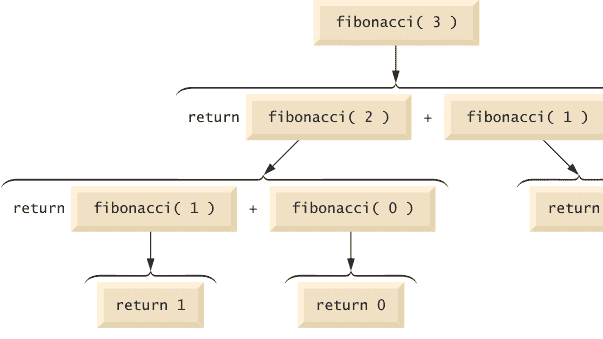 fibonacci( 3 )
return fibonacci( 2 ) + fibonacci( 1 )
return fibonacci( 1 ) + fibonacci( 0 ) return
return 1 return 0